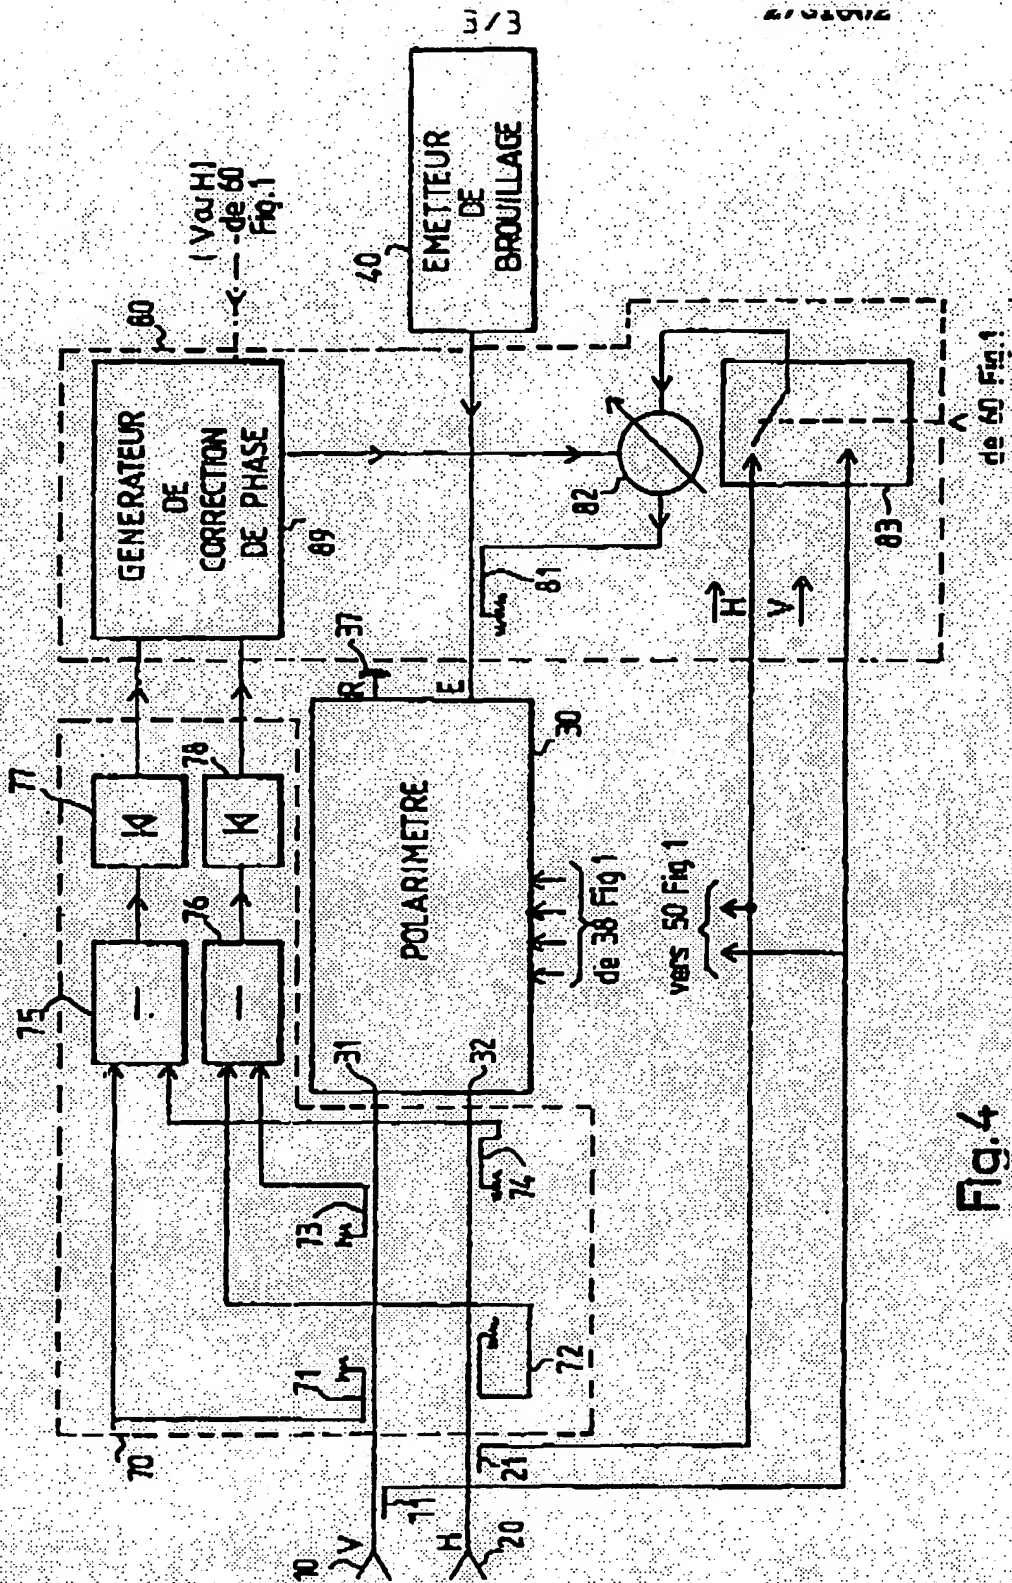 3/3
(V ou H)
de 60
Fig.1
80
40
EMETTEUR
DE
BROUILLAGE
GENERATEUR
DE
CORRECTION
DE PHASE
89
82
83
de 60 Fig.1
81
H
V
37
R
E
77
78
75
76
30
POLARIMETRE
31
32
de 38 Fig 1
vers 50 Fig 1
73
74
71
72
70
21
11
V
H
10
20
Fig.4